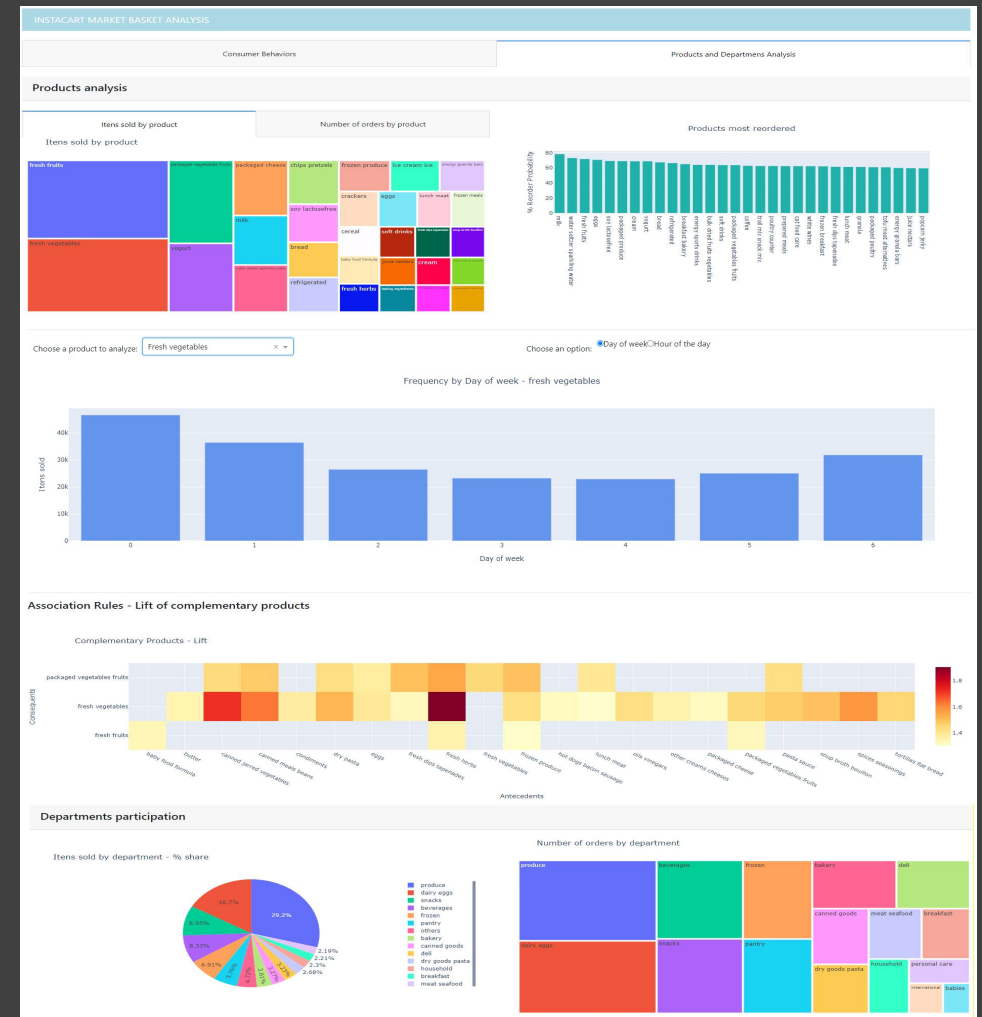 INSTACART MARKET BASKET ANALYSIS
Consumer Behaviors
Products and Departmens Analysis
Products analysis
Itens sold by product
Number of orders by product
Itens sold by product
fresh fruits
packaged vegetables fruits
packaged cheese
chips pretzels
frozen produce
ice cream ice
energy granola bars
crackers
eggs
lunch meat
frozen meals
soy lactosefree
milk
cereal
soft drinks
fresh vegetables
yogurt
bread
refrigerated
cream
fresh herbs
baking ingredients
Products most reordered
% Reorder Probability
80
60
40
20
0
milk
water seltzer sparkling water
fresh fruits
eggs
soy lactosefree
packaged produce
cream
yogurt
bread
refrigerated
breakfast bakery
energy sports drinks
bulk dried fruits vegetables
soft drinks
packaged vegetables fruits
coffee
trail mix snack mix
poultry counter
prepared meals
cat food care
white wines
frozen breakfast
fresh dips tapenades
lunch meat
granola
packaged poultry
tofu meat alternatives
energy granola bars
juice nectars
popcorn jerky
Choose a product to analyze:
Fresh vegetables
Choose an option:
Day of week
Hour of the day
Frequency by Day of week - fresh vegetables
Itens sold
40k
30k
20k
10k
0
0
1
2
3
4
5
6
Day of week
Association Rules - Lift of complementary products
Complementary Products - Lift
Consequents
packaged vegetables fruits
fresh vegetables
fresh fruits
1.8
1.6
1.4
baby food formula
butter
canned jarred vegetables
canned meals beans
condiments
dry pasta
eggs
fresh dips tapenades
fresh herbs
fresh vegetables
frozen produce
hot dogs bacon sausage
lunch meat
oils vinegars
other creams cheeses
packaged cheese
packaged vegetables fruits
pasta sauce
soup broth bouillon
spices seasonings
tortillas flat bread
Antecedents
Departments participation
Itens sold by department - % share
29.2%
16.7%
6.91%
2.19%
2.21%
2.3%
2.68%
produce
dairy eggs
snacks
beverages
frozen
pantry
others
bakery
canned goods
deli
dry goods pasta
household
breakfast
meat seafood
Number of orders by department
produce
beverages
frozen
bakery
deli
canned goods
meat seafood
breakfast
dairy eggs
snacks
pantry
dry goods pasta
household
personal care
international
babies